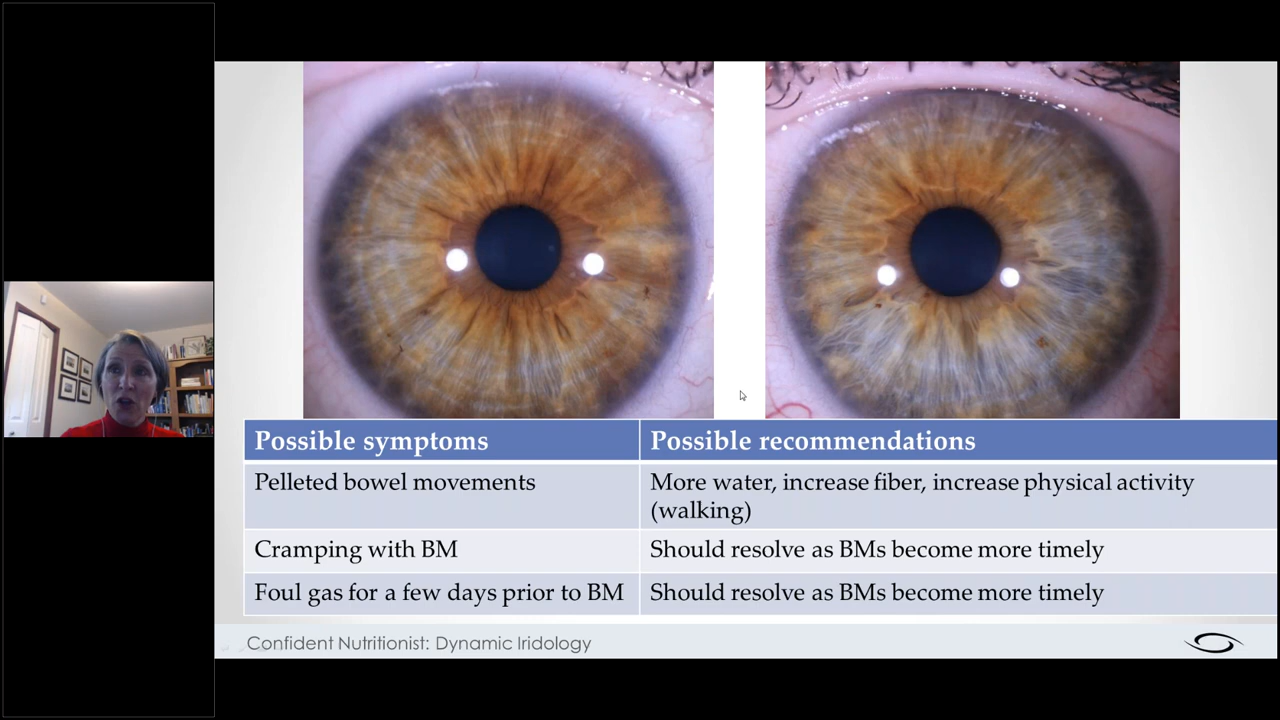 Possible symptoms
Possible recommendations
Pelleted bowel movements
More water, increase fiber, increase physical activity
(walking)
Cramping with BM
Should resolve as BMs become more timely
Foul gas for a few days prior to BM
Should resolve as BMs become more timely
Confident Nutritionist: Dynamic Iridology